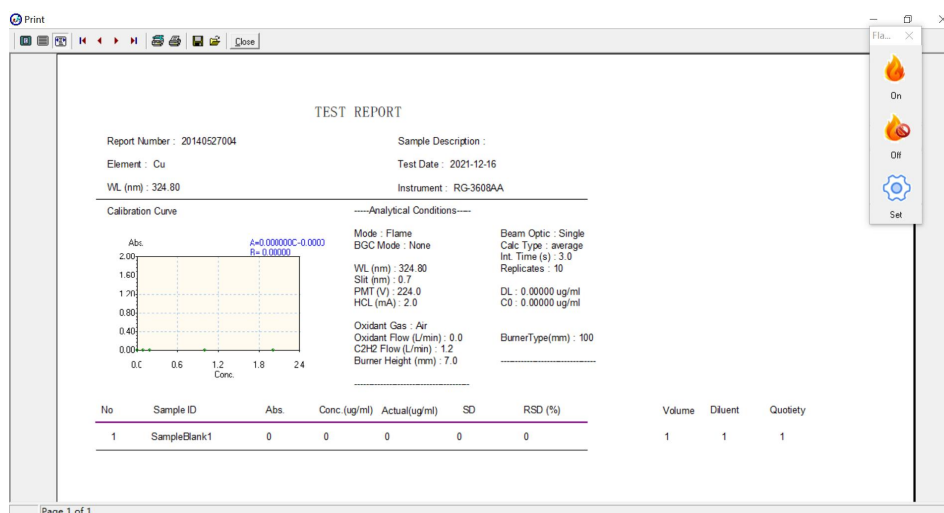 Print
Close
Fla...
On
Off
Set
TEST REPORT
Report Number : 20140527004
Sample Description :
Element : Cu
Test Date : 2021-12-16
WL (nm) : 324.80
Instrument : RG-3608AA
Calibration Curve
Abs.
A=0.000000C-0.0003
R= 0.00000
2.00
1.60
1.20
0.80
0.40
0.00
0.0 0.6 1.2 1.8 2.4
Conc.
-----Analytical Conditions-----
Mode : Flame
BGC Mode : None
WL (nm) : 324.80
Slit (nm) : 0.7
PMT (V) : 224.0
HCL (mA) : 2.0
Oxidant Gas : Air
Oxidant Flow (L/min) : 0.0
C2H2 Flow (L/min) : 1.2
Burner Height (mm) : 7.0
Beam Optic : Single
Calc Type : average
Int. Time (s) : 3.0
Replicates : 10
DL : 0.00000 ug/ml
C0 : 0.00000 ug/ml
BurnerType(mm) : 100
No Sample ID Abs. Conc.(ug/ml) Actual(ug/ml) SD RSD (%) Volume Diluent Quotiety
1 SampleBlank1 0 0 0 0 0 1 1 1
Page 1 of 1